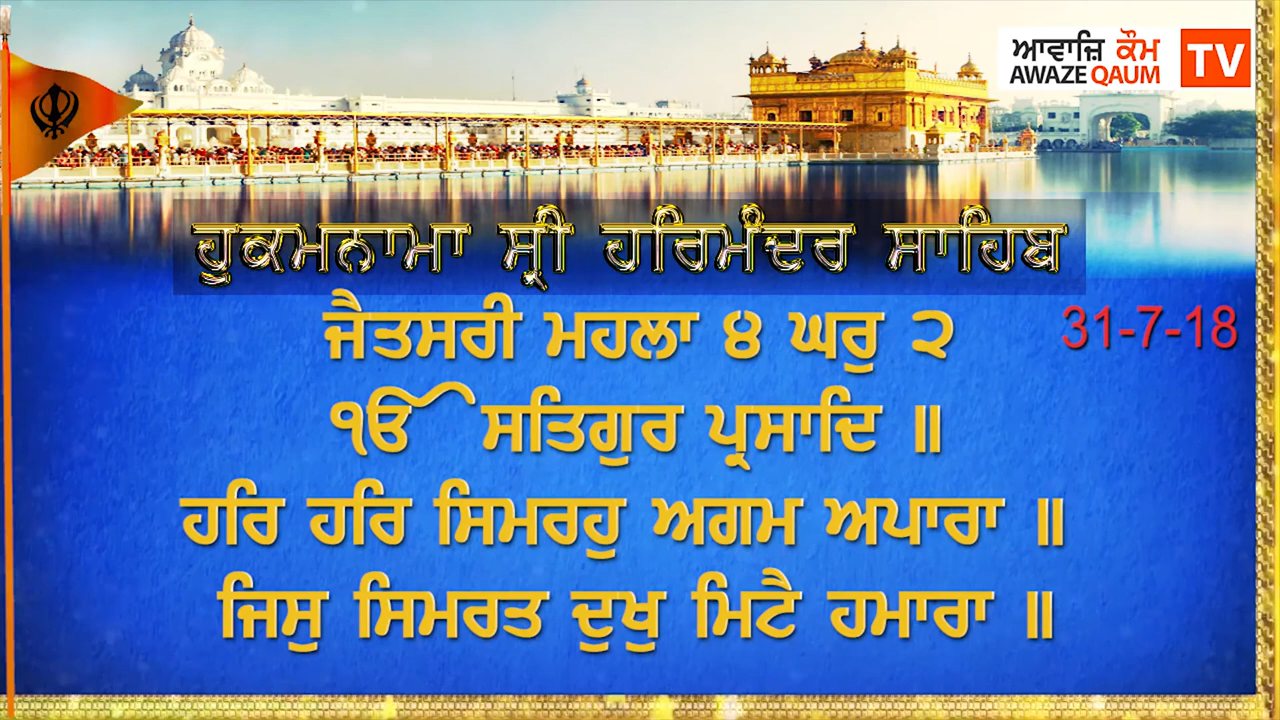 ਆਵਾਜ਼ਿ ਕੌਮ
AWAZE QAUM
TV
ਹੁਕਮਨਾਮਾ ਸ੍ਰੀ ਹਰਿਮੰਦਰ ਸਾਹਿਬ
31-7-18
ਜੈਤਸਰੀ ਮਹਲਾ ੪ ਘਰੁ ੨
ੴ ਸਤਿਗੁਰ ਪ੍ਰਸਾਦਿ ॥
ਹਰਿ ਹਰਿ ਸਿਮਰਹੁ ਅਗਮ ਅਪਾਰਾ ॥
ਜਿਸੁ ਸਿਮਰਤ ਦੁਖੁ ਮਿਟੈ ਹਮਾਰਾ ॥